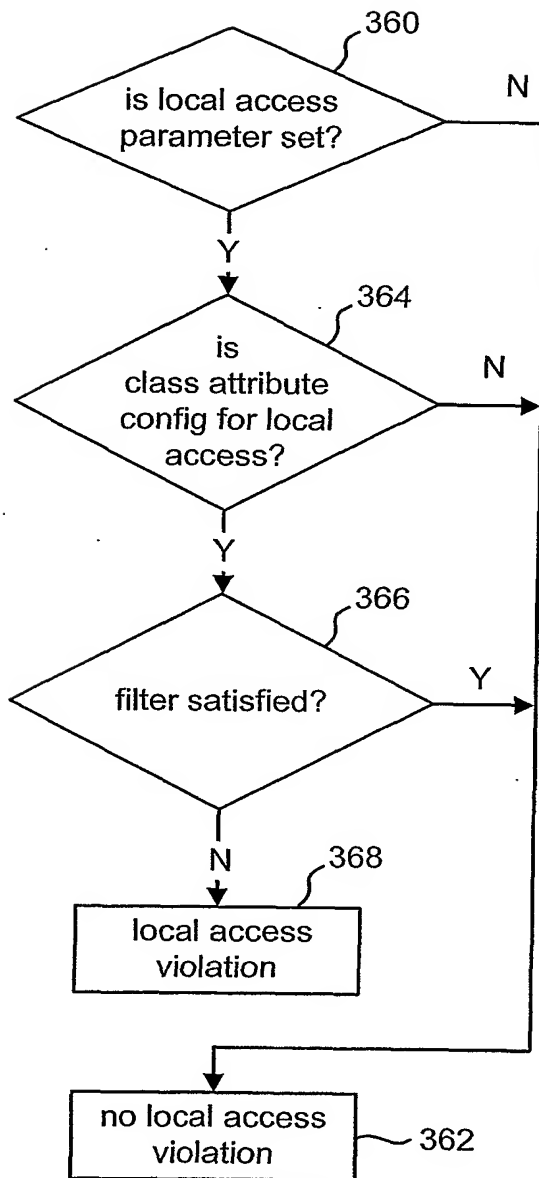 360
N
is local access
parameter set?
Y
364
N
is
class attribute
config for local
access?
Y
366
Y
filter satisfied?
N
368
local access
violation
no local access
violation
362